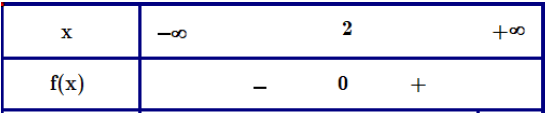 x −∞ 2 +∞
f(x) − 0 +